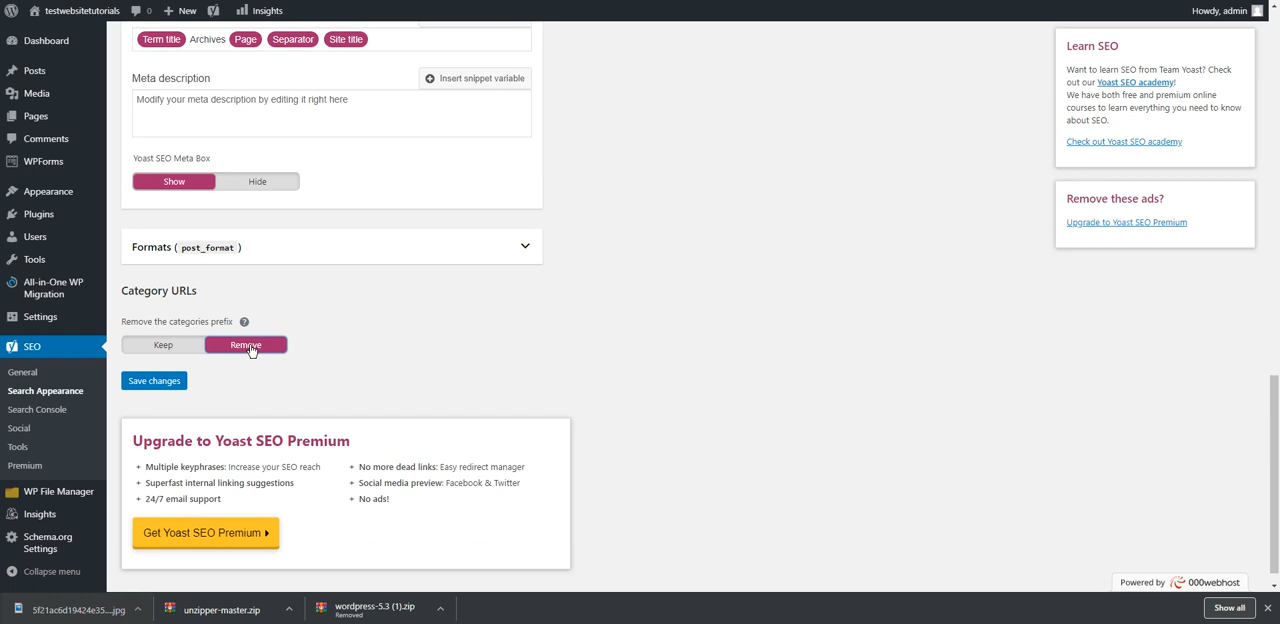 testwebsitetutorials 0 New Insights Howdy, admin
Dashboard
Posts
Media
Pages
Comments
WPForms
Appearance
Plugins
Users
Tools
All-in-One WP
Migration
Settings
SEO
General
Search Appearance
Search Console
Social
Tools
Premium
WP File Manager
Insights
Schema.org
Settings
Collapse menu
Term title Archives Page Separator Site title
Meta description
Insert snippet variable
Modify your meta description by editing it right here
Yoast SEO Meta Box
Show Hide
Formats ( post_format )
Category URLs
Remove the categories prefix ?
Keep Remove
Save changes
Upgrade to Yoast SEO Premium
+ Multiple keyphrases: Increase your SEO reach
+ Superfast internal linking suggestions
+ 24/7 email support
+ No more dead links: Easy redirect manager
+ Social media preview: Facebook & Twitter
+ No ads!
Get Yoast SEO Premium
Learn SEO
Want to learn SEO from Team Yoast? Check
out our Yoast SEO academy!
We have both free and premium online
courses to learn everything you need to know
about SEO.
Check out Yoast SEO academy
Remove these ads?
Upgrade to Yoast SEO Premium
Powered by 000webhost
5f21ac6d19424e35....jpg
unzipper-master.zip
wordpress-5.3 (1).zip
Removed
Show all